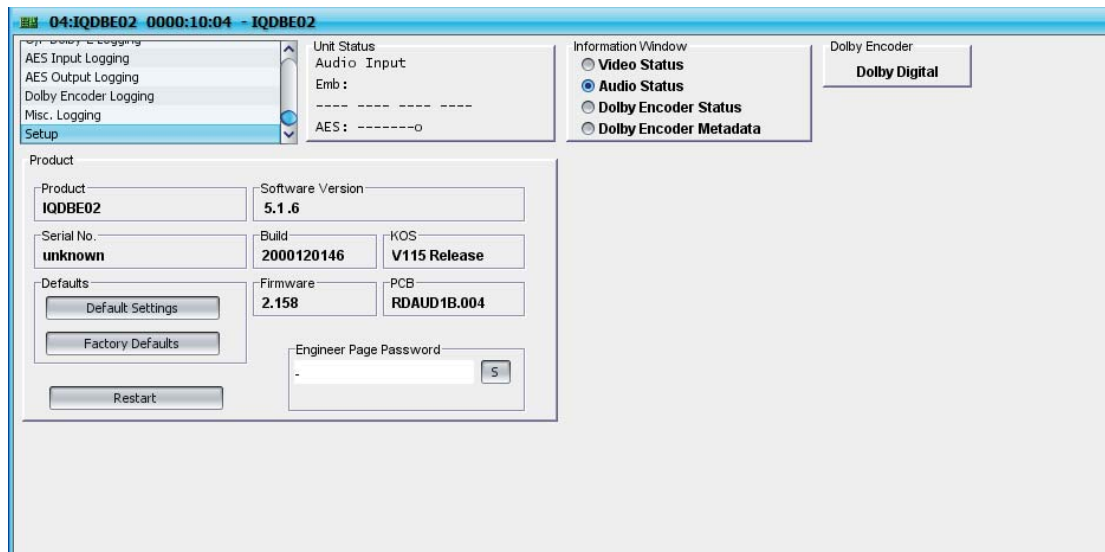 04:IQDBE02 0000:10:04 - IQDBE02
O/P Dolby E Logging
AES Input Logging
AES Output Logging
Dolby Encoder Logging
Misc. Logging
Setup
Unit Status
Audio Input
Emb:
---- ---- ---- ----
AES: -------o
Information Window
Video Status
Audio Status
Dolby Encoder Status
Dolby Encoder Metadata
Dolby Encoder
Dolby Digital
Product
Product
IQDBE02
Software Version
5.1.6
Serial No.
unknown
Build
2000120146
KOS
V115 Release
Defaults
Default Settings
Factory Defaults
Firmware
2.158
PCB
RDAUD1B.004
Engineer Page Password
-
S
Restart